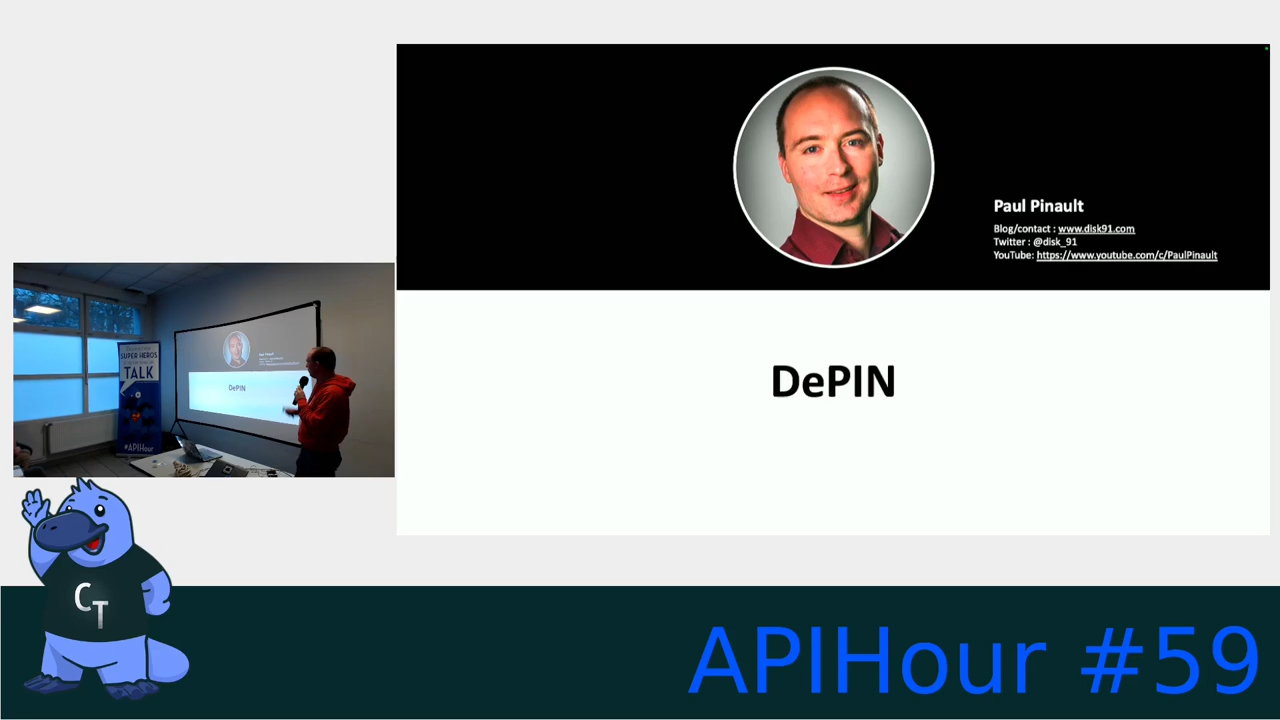 Paul Pinault
Blog/contact : www.disk91.com
Twitter : @disk_91
YouTube: https://www.youtube.com/c/PaulPinault
DePIN
SUPER HEROS
TALK
#APIHour
DePIN
CT
APIHour #59